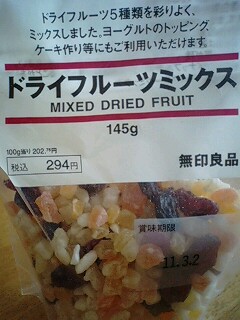 ドライフルーツ5種類を彩りよく、
ミックスしました。ヨーグルトのトッピング、
ケーキ作り等にもご利用いただけます。
ドライフルーツミックス
MIXED DRIED FRUIT
145g
100g当り 202.76円
税込 294円
無印良品
賞味期限
11.3.2